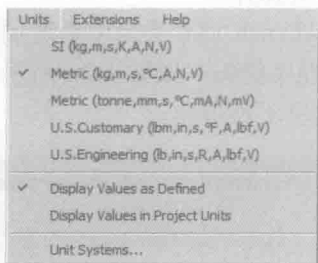 Units Extensions Help
SI (kg,m,s,K,A,N,V)
✓ Metric (kg,m,s,°C,A,N,V)
Metric (tonne,mm,s,°C,mA,N,mV)
U.S.Customary (lbm,in,s,°F,A,lbf,V)
U.S.Engineering (lb,in,s,R,A,lbf,V)
✓ Display Values as Defined
Display Values in Project Units
Unit Systems...